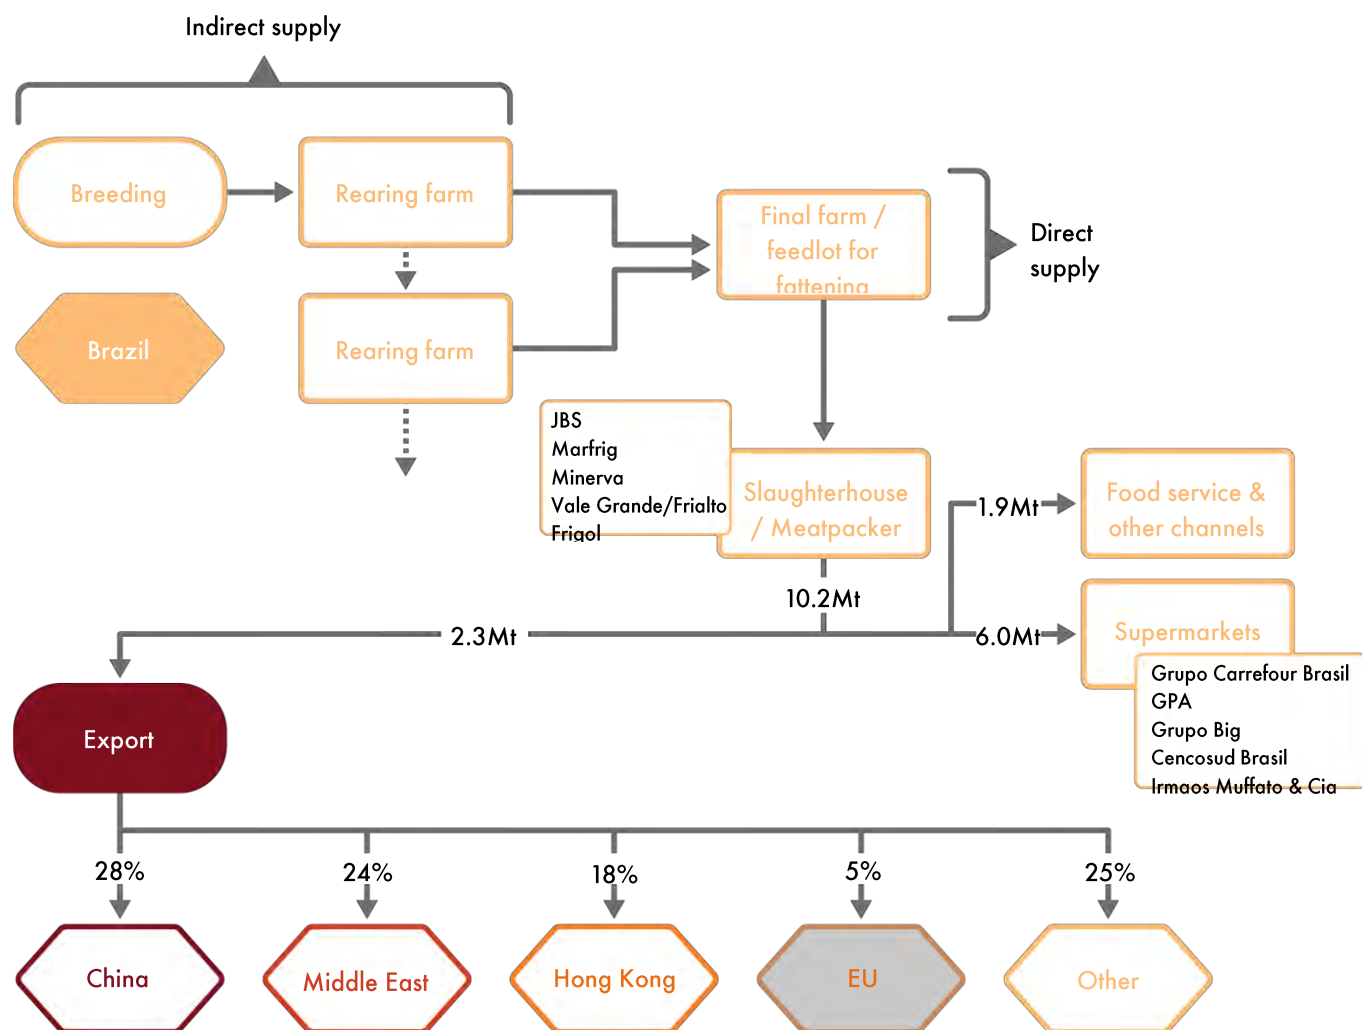 Indirect supply
Breeding
Rearing farm
Final farm /
feedlot for
fattening
Direct
supply
Brazil
Rearing farm
JBS
Marfrig
Minerva
Vale Grande/Frialto
Frigol
Slaughterhouse
/ Meatpacker
1.9Mt
Food service &
other channels
10.2Mt
2.3Mt
6.0Mt
Supermarkets
Grupo Carrefour Brasil
GPA
Grupo Big
Cencosud Brasil
Irmaos Muffato & Cia
Export
28%
24%
18%
5%
25%
China
Middle East
Hong Kong
EU
Other